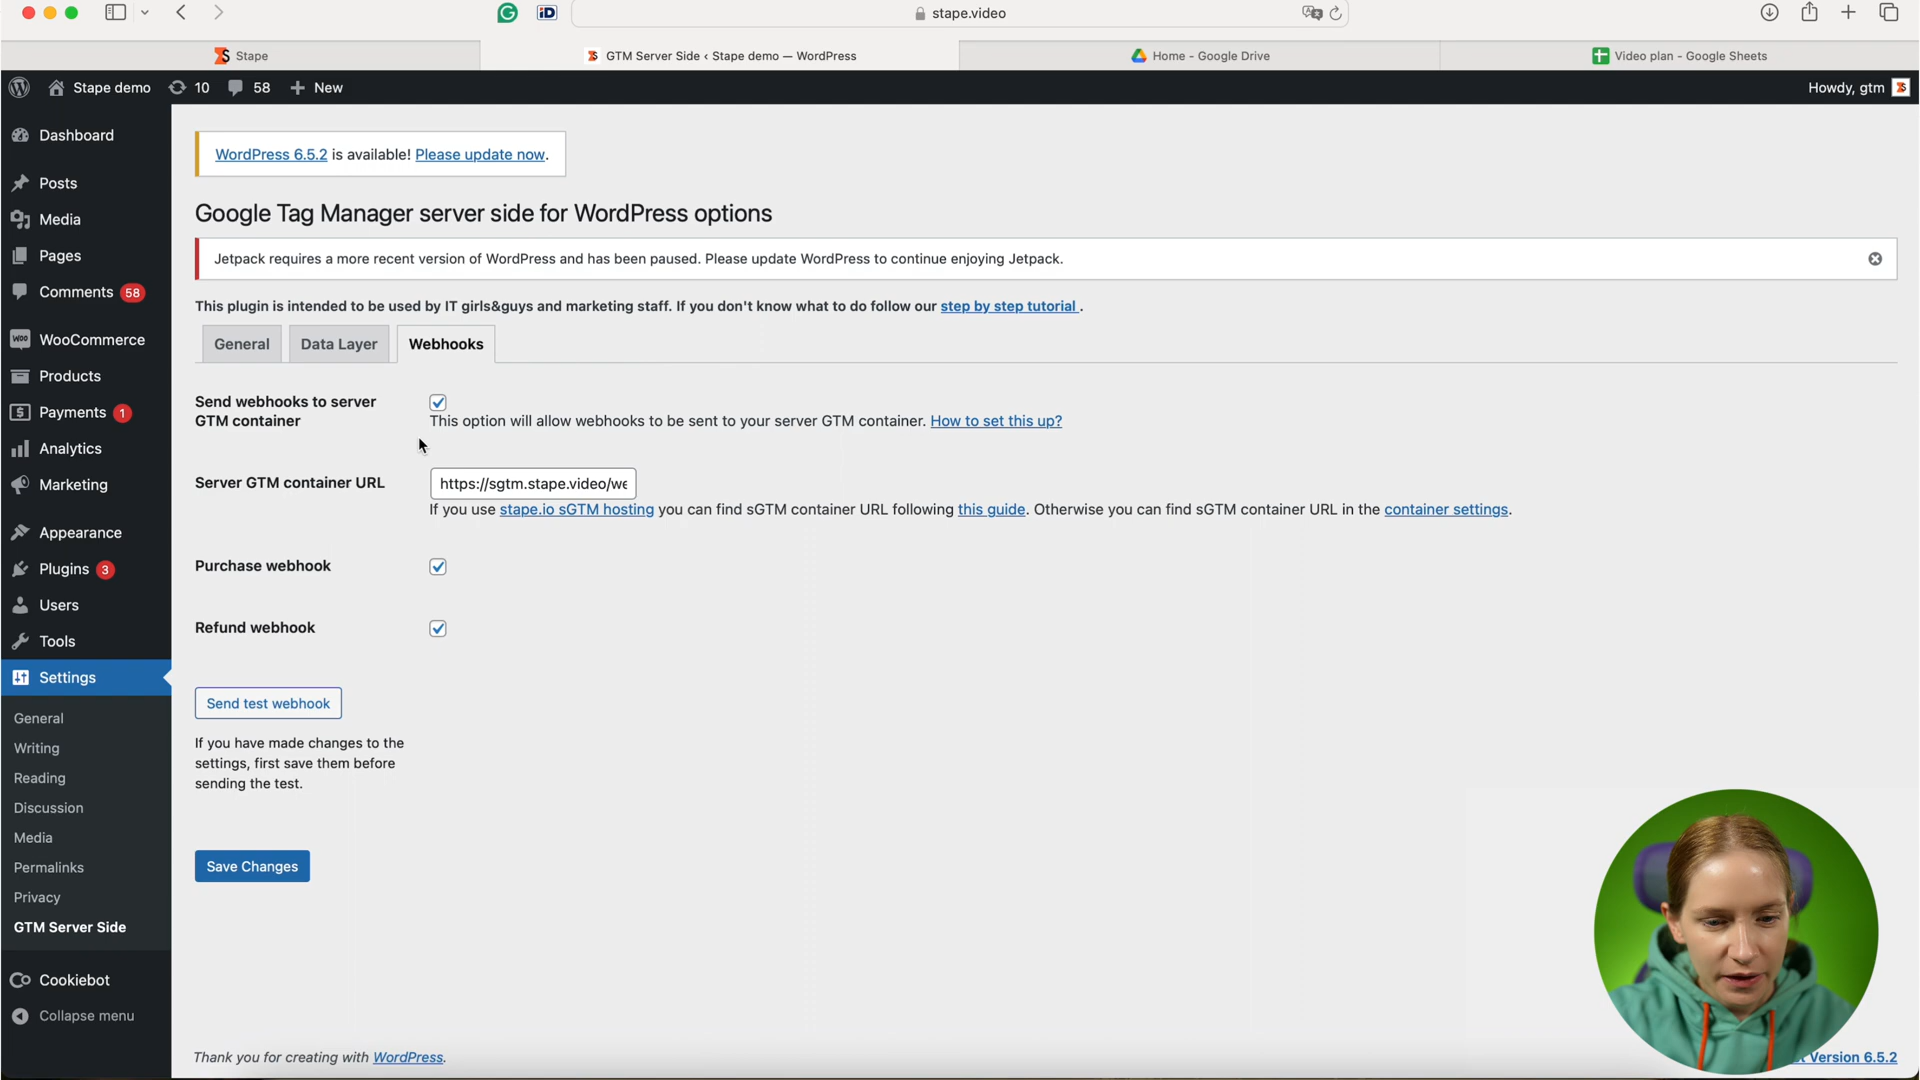 stape.video
Stape
GTM Server Side ‹ Stape demo — WordPress
Home - Google Drive
Video plan - Google Sheets
Stape demo
10
58
New
Howdy, gtm
Dashboard
Posts
Media
Pages
Comments 58
WooCommerce
Products
Payments 1
Analytics
Marketing
Appearance
Plugins 3
Users
Tools
Settings
General
Writing
Reading
Discussion
Media
Permalinks
Privacy
GTM Server Side
Cookiebot
Collapse menu
WordPress 6.5.2 is available! Please update now.
Google Tag Manager server side for WordPress options
Jetpack requires a more recent version of WordPress and has been paused. Please update WordPress to continue enjoying Jetpack.
This plugin is intended to be used by IT girls&guys and marketing staff. If you don't know what to do follow our step by step tutorial .
General
Data Layer
Webhooks
Send webhooks to server
GTM container
This option will allow webhooks to be sent to your server GTM container. How to set this up?
Server GTM container URL
https://sgtm.stape.video/we
If you use stape.io sGTM hosting you can find sGTM container URL following this guide. Otherwise you can find sGTM container URL in the container settings.
Purchase webhook
Refund webhook
Send test webhook
If you have made changes to the
settings, first save them before
sending the test.
Save Changes
Thank you for creating with WordPress.
Version 6.5.2